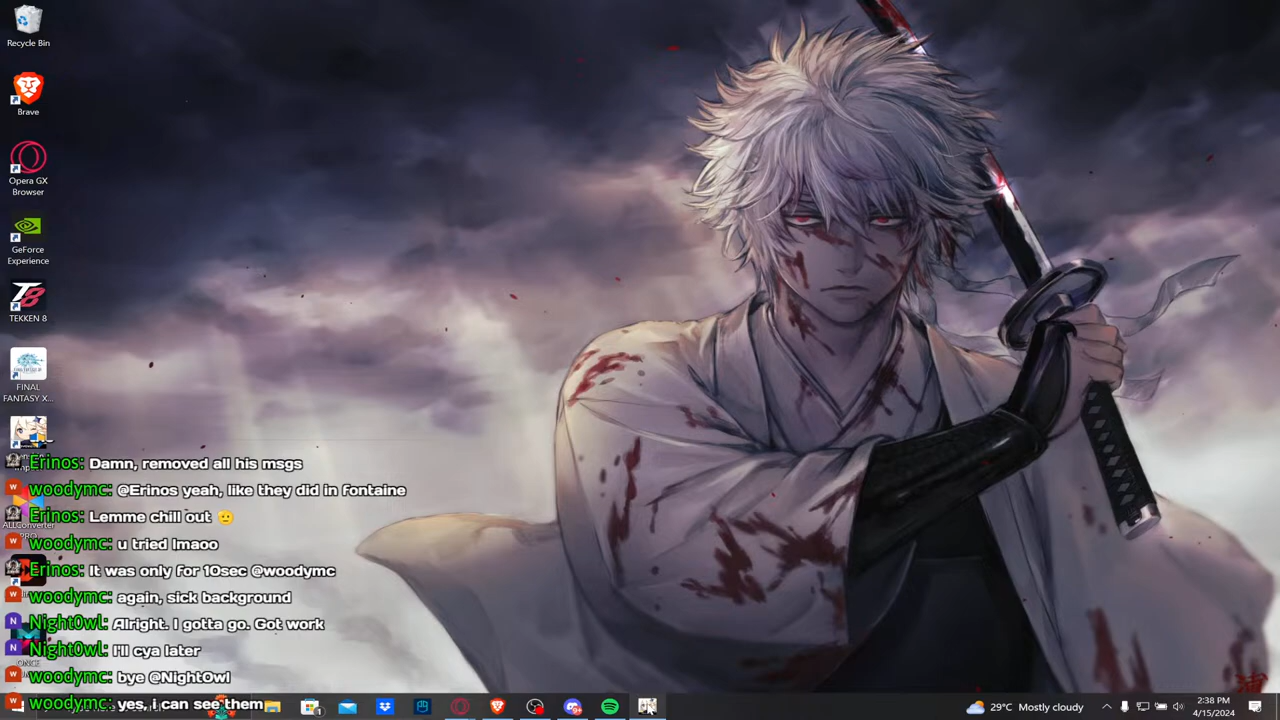 Recycle Bin
Brave
Opera GX
Browser
GeForce
Experience
TEKKEN 8
FINAL
FANTASY X...
Erinos: Damn, removed all his msgs
woodymc: @Erinos yeah, like they did in fontaine
Erinos: Lemme chill out 🫡
woodymc: u tried lmaoo
Erinos: It was only for 10sec @woodymc
woodymc: again, sick background
Night0wl: Alright. I gotta go. Got work
Night0wl: I'll cya later
woodymc: bye @Night0wl
woodymc: yes, i can see them
29°C Mostly cloudy
2:38 PM
4/15/2024